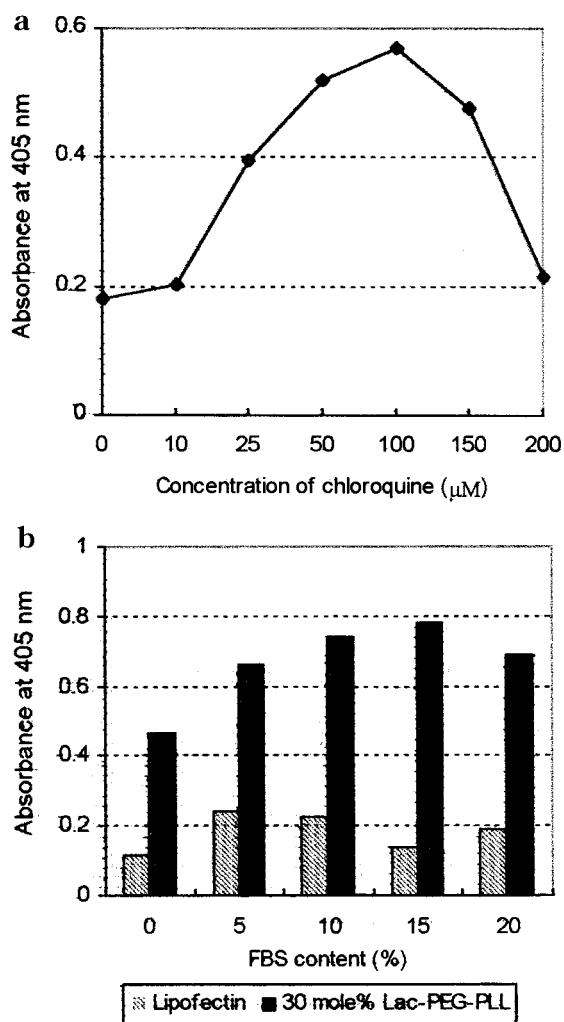 a
0.6
0.4
0.2
0
Absorbance at 405 nm
0 10 25 50 100 150 200
Concentration of chloroquine (μM)
b
1
0.8
0.6
0.4
0.2
0
Absorbance at 405 nm
0 5 10 15 20
FBS content (%)
Lipofectin 30 mole% Lac-PEG-PLL